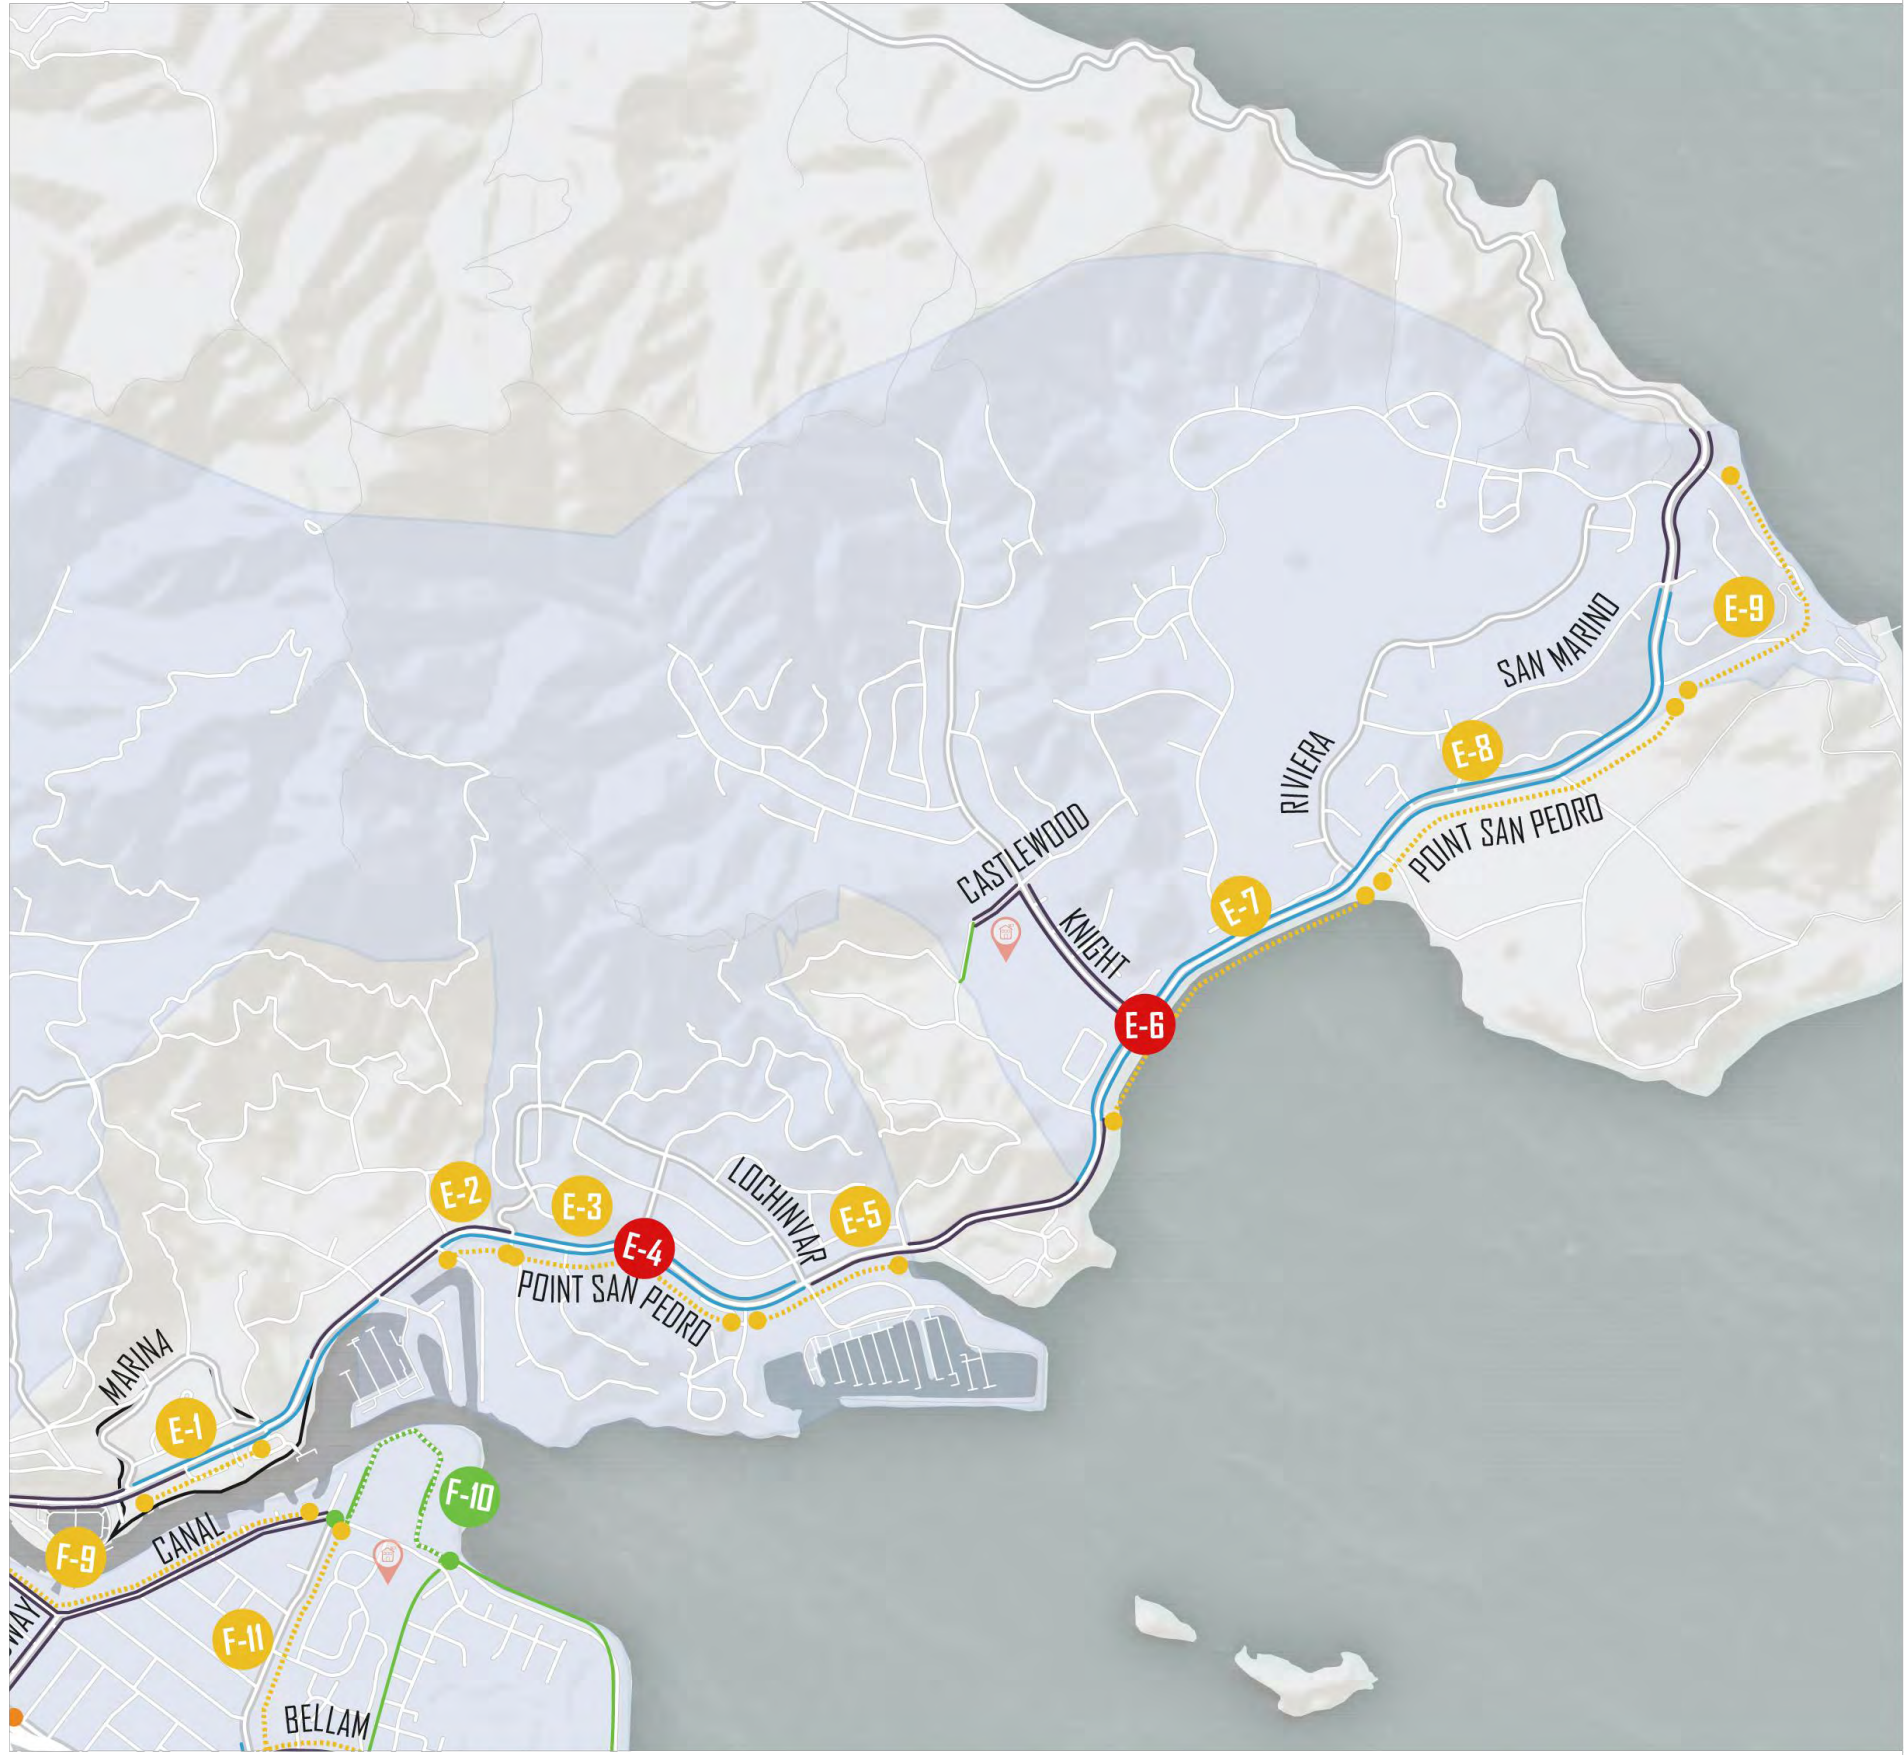 E-9
SAN MARINO
E-8
RIVIERA
POINT SAN PEDRO
CASTLEWOOD
E-7
KNIGHT
E-6
LOCHINVAR
E-2
E-3
E-5
E-4
POINT SAN PEDRO
MARINA
E-1
F-10
CANAL
F-9
F-11
BELLAM